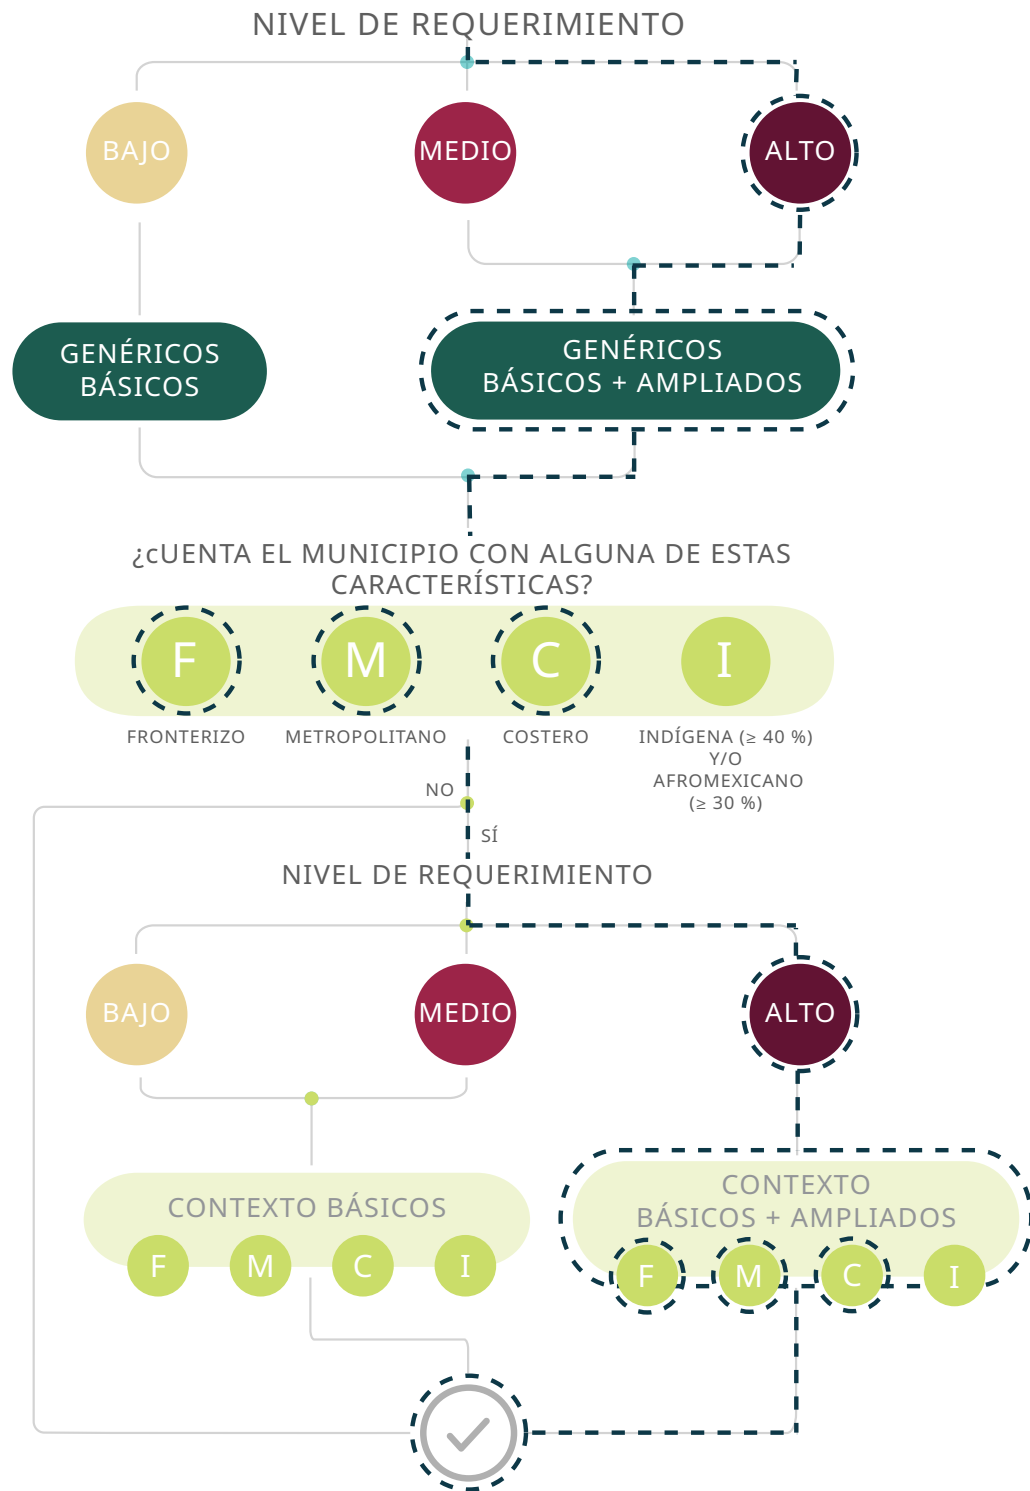 NIVEL DE REQUERIMIENTO
BAJO
MEDIO
ALTO
GENÉRICOS
BÁSICOS
GENÉRICOS
BÁSICOS + AMPLIADOS
¿cUENTA EL MUNICIPIO CON ALGUNA DE ESTAS
CARACTERÍSTICAS?
F
M
C
I
FRONTERIZO
METROPOLITANO
COSTERO
INDÍGENA (≥ 40 %)
Y/O
AFROMEXICANO
(≥ 30 %)
NO
SÍ
NIVEL DE REQUERIMIENTO
BAJO
MEDIO
ALTO
CONTEXTO BÁSICOS
F
M
C
I
CONTEXTO
BÁSICOS + AMPLIADOS
F
M
C
I